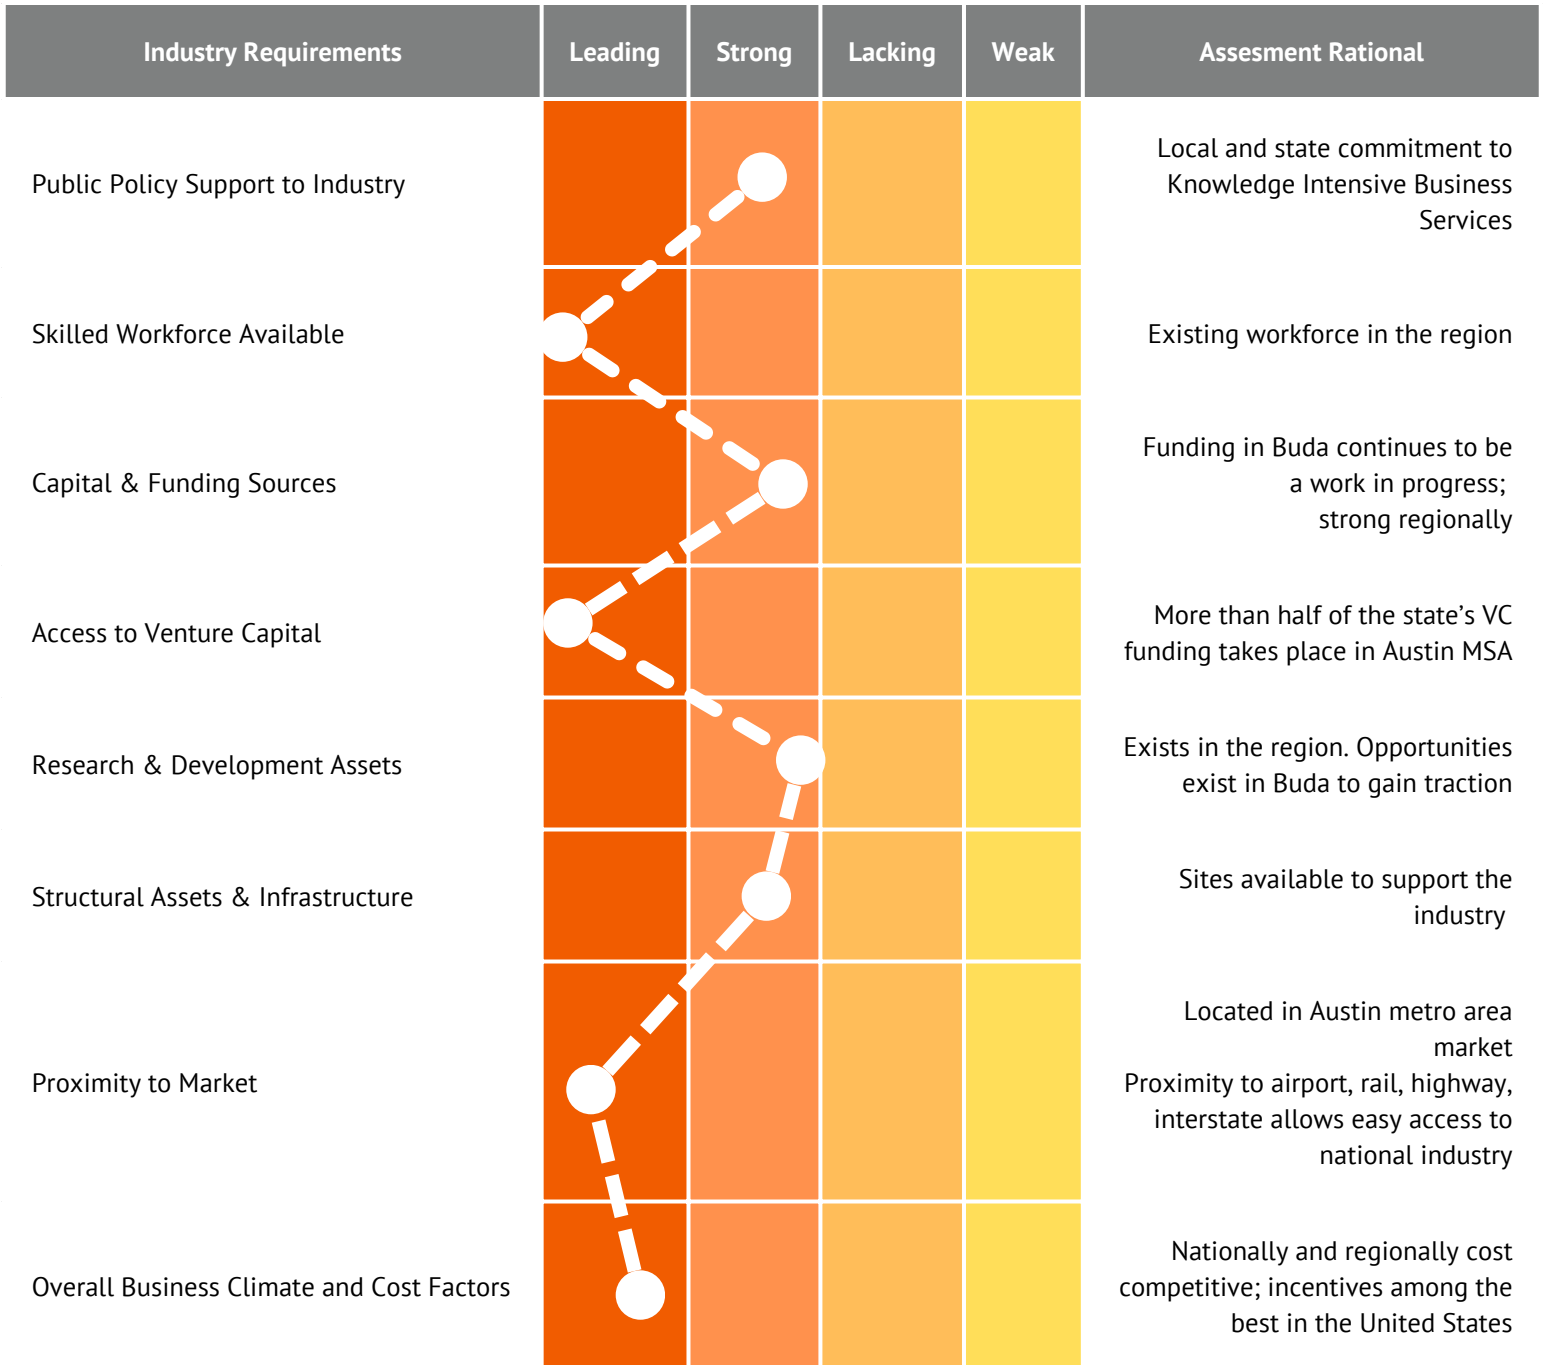 Industry Requirements
Leading
Strong
Lacking
Weak
Assesment Rational
Public Policy Support to Industry
Local and state commitment to
Knowledge Intensive Business
Services
Skilled Workforce Available
Existing workforce in the region
Capital & Funding Sources
Funding in Buda continues to be
a work in progress;
strong regionally
Access to Venture Capital
More than half of the state’s VC
funding takes place in Austin MSA
Research & Development Assets
Exists in the region. Opportunities
exist in Buda to gain traction
Structural Assets & Infrastructure
Sites available to support the
industry
Proximity to Market
Located in Austin metro area
market
Proximity to airport, rail, highway,
interstate allows easy access to
national industry
Overall Business Climate and Cost Factors
Nationally and regionally cost
competitive; incentives among the
best in the United States